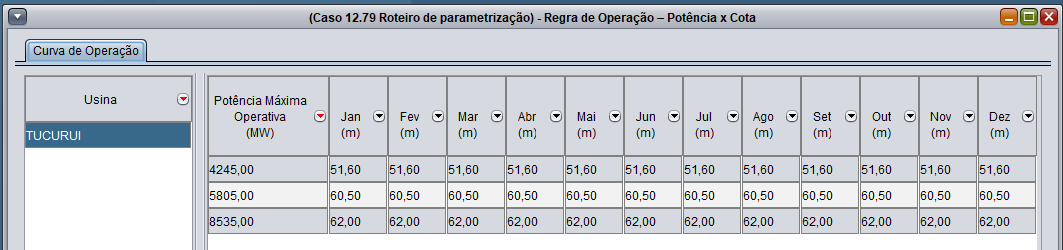 (Caso 12.79 Roteiro de parametrização) - Regra de Operação – Potência x Cota
Curva de Operação
Usina
TUCURUI
Potência Máxima Operativa (MW) Jan (m) Fev (m) Mar (m) Abr (m) Mai (m) Jun (m) Jul (m) Ago (m) Set (m) Out (m) Nov (m) Dez (m)
4245,00 51,60 51,60 51,60 51,60 51,60 51,60 51,60 51,60 51,60 51,60 51,60 51,60
5805,00 60,50 60,50 60,50 60,50 60,50 60,50 60,50 60,50 60,50 60,50 60,50 60,50
8535,00 62,00 62,00 62,00 62,00 62,00 62,00 62,00 62,00 62,00 62,00 62,00 62,00